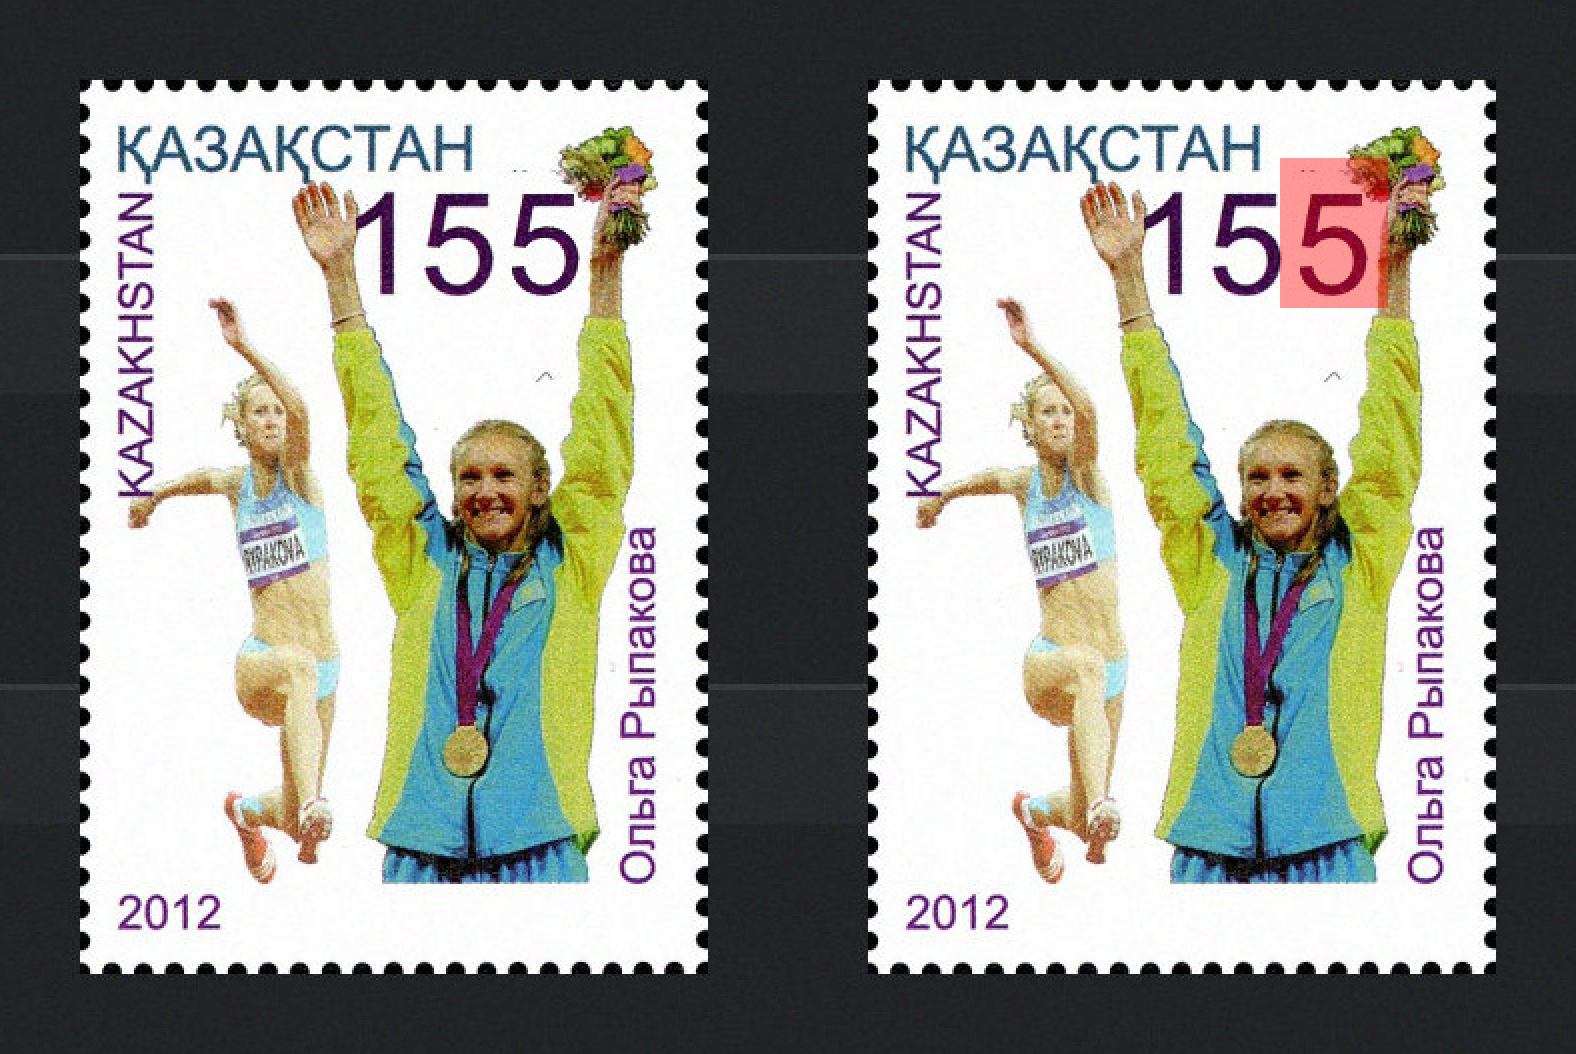 ҚАЗАҚСТАН
155
KAZAKHSTAN
RYPAKOVA
Ольга Рыпакова
2012
ҚАЗАҚСТАН
155
KAZAKHSTAN
RYPAKOVA
Ольга Рыпакова
2012